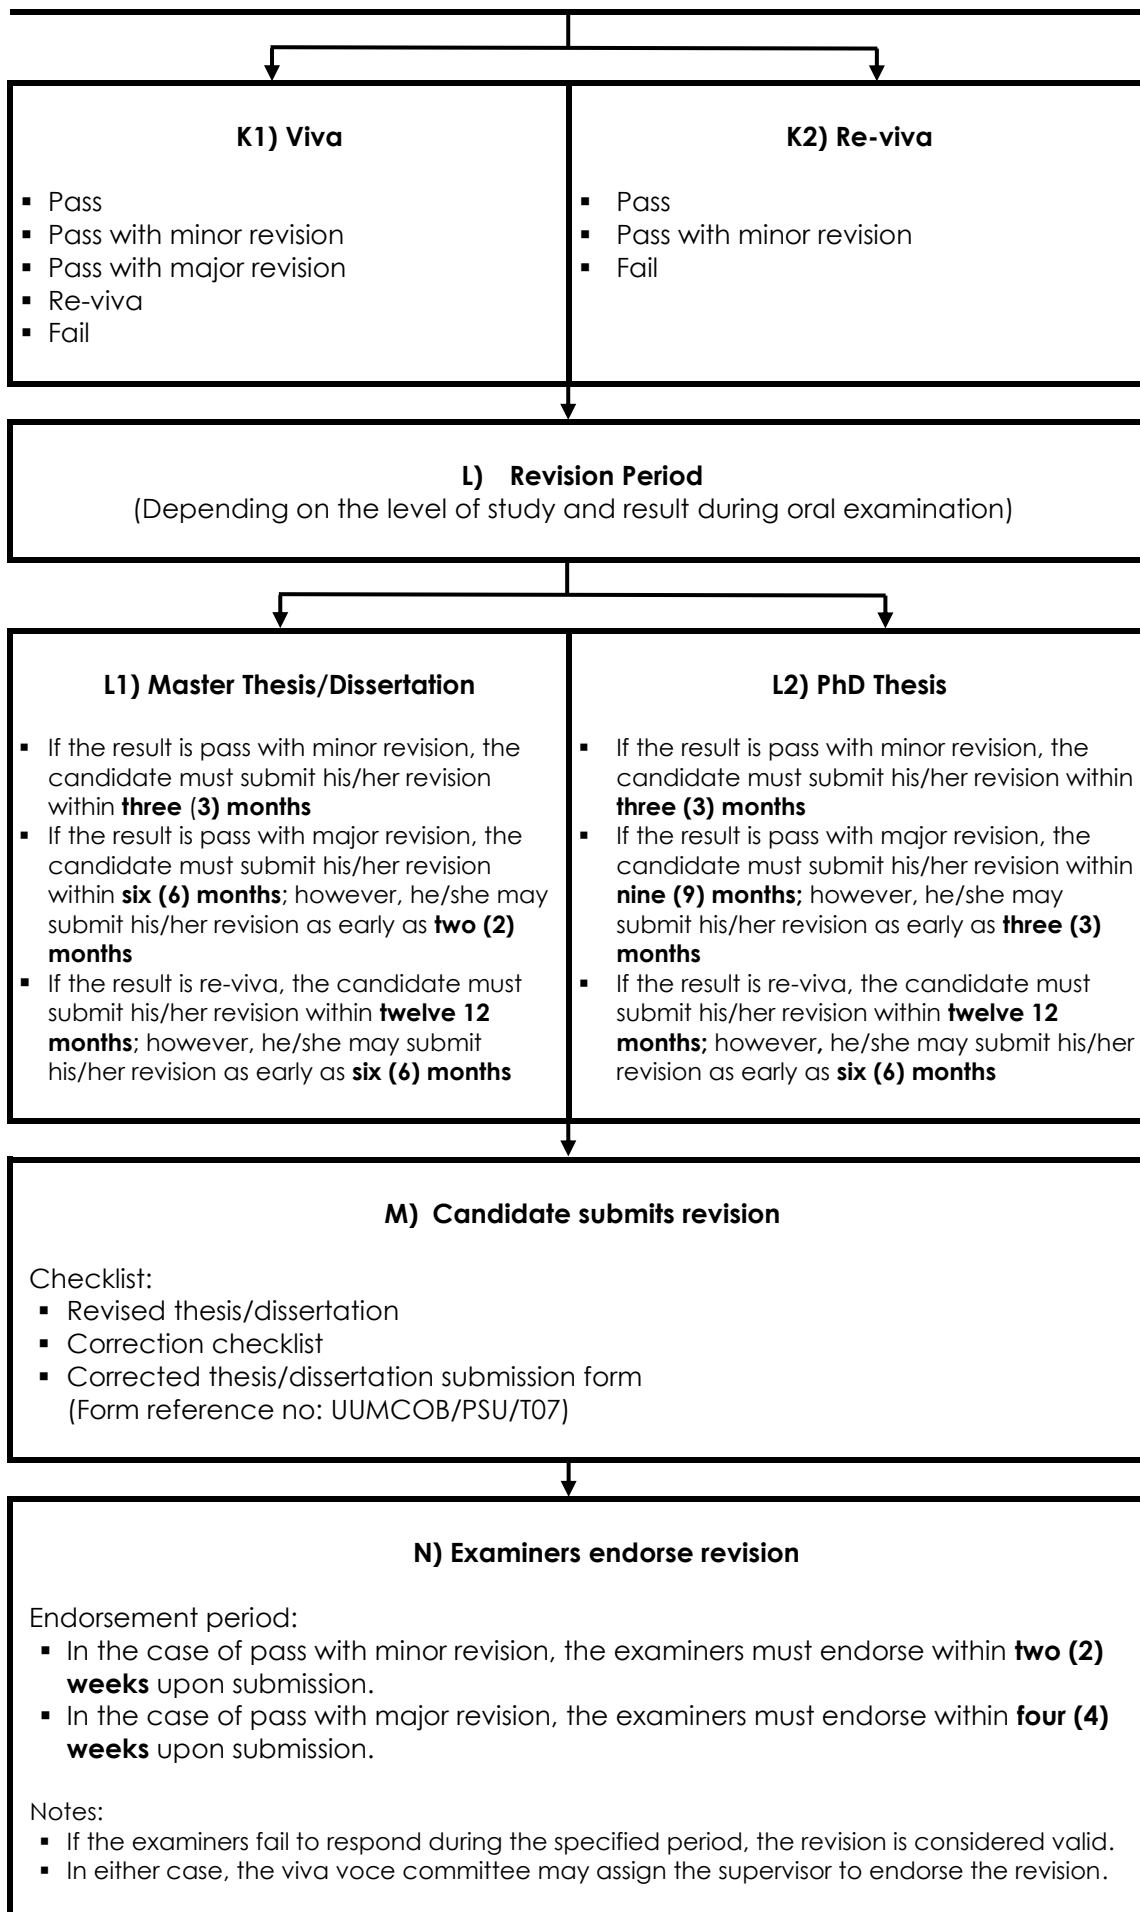 K1) Viva
▪ Pass
▪ Pass with minor revision
▪ Pass with major revision
▪ Re-viva
▪ Fail
K2) Re-viva
▪ Pass
▪ Pass with minor revision
▪ Fail
L) Revision Period
(Depending on the level of study and result during oral examination)
L1) Master Thesis/Dissertation
▪ If the result is pass with minor revision, the
candidate must submit his/her revision
within three (3) months
▪ If the result is pass with major revision, the
candidate must submit his/her revision
within six (6) months; however, he/she may
submit his/her revision as early as two (2)
months
▪ If the result is re-viva, the candidate must
submit his/her revision within twelve 12
months; however, he/she may submit
his/her revision as early as six (6) months
L2) PhD Thesis
▪ If the result is pass with minor revision, the
candidate must submit his/her revision within
three (3) months
▪ If the result is pass with major revision, the
candidate must submit his/her revision within
nine (9) months; however, he/she may
submit his/her revision as early as three (3)
months
▪ If the result is re-viva, the candidate must
submit his/her revision within twelve 12
months; however, he/she may submit his/her
revision as early as six (6) months
M) Candidate submits revision
Checklist:
▪ Revised thesis/dissertation
▪ Correction checklist
▪ Corrected thesis/dissertation submission form
(Form reference no: UUMCOB/PSU/T07)
N) Examiners endorse revision
Endorsement period:
▪ In the case of pass with minor revision, the examiners must endorse within two (2)
weeks upon submission.
▪ In the case of pass with major revision, the examiners must endorse within four (4)
weeks upon submission.
Notes:
▪ If the examiners fail to respond during the specified period, the revision is considered valid.
▪ In either case, the viva voce committee may assign the supervisor to endorse the revision.